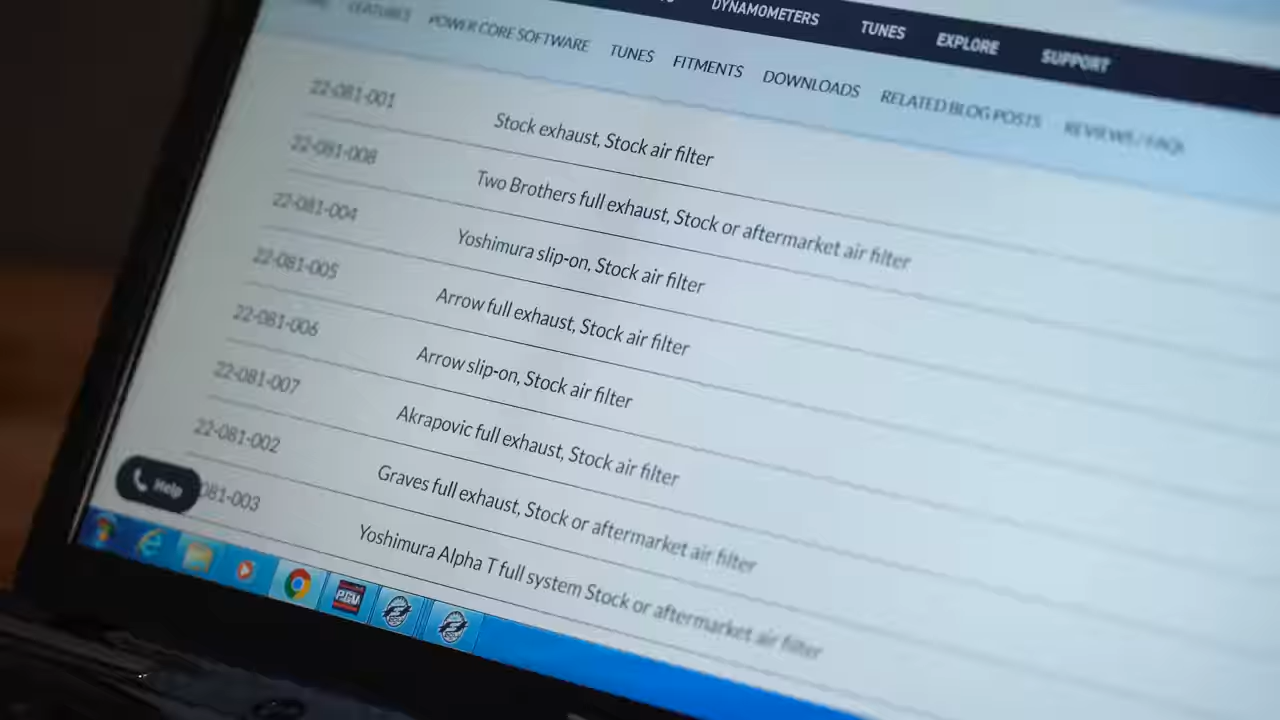 DYNAMOMETERS TUNES EXPLORE SUPPORT
FEATURES POWER CORE SOFTWARE TUNES FITMENTS DOWNLOADS RELATED BLOG POSTS REVIEWS / FAQs
22-081-001 Stock exhaust, Stock air filter
22-081-008 Two Brothers full exhaust, Stock or aftermarket air filter
22-081-004 Yoshimura slip-on, Stock air filter
22-081-005 Arrow full exhaust, Stock air filter
22-081-006 Arrow slip-on, Stock air filter
22-081-007 Akrapovic full exhaust, Stock air filter
22-081-002 Graves full exhaust, Stock or aftermarket air filter
081-003 Yoshimura Alpha T full system Stock or aftermarket air filter
Help